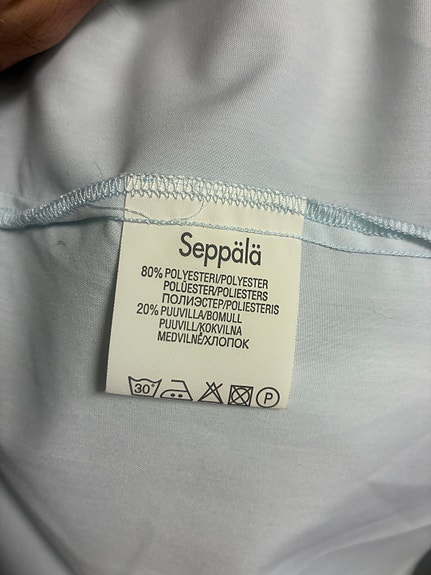 Seppälä
80% POLYESTERI/POLYESTER
POLÜESTER/POLIESTERS
ПОЛИЭСТЕР/POLIESTERIS
20% PUUVILLA/BOMULL
PUUVILL/KOKVILNA
MEDVILNĖ/ХЛОПОК
30° P